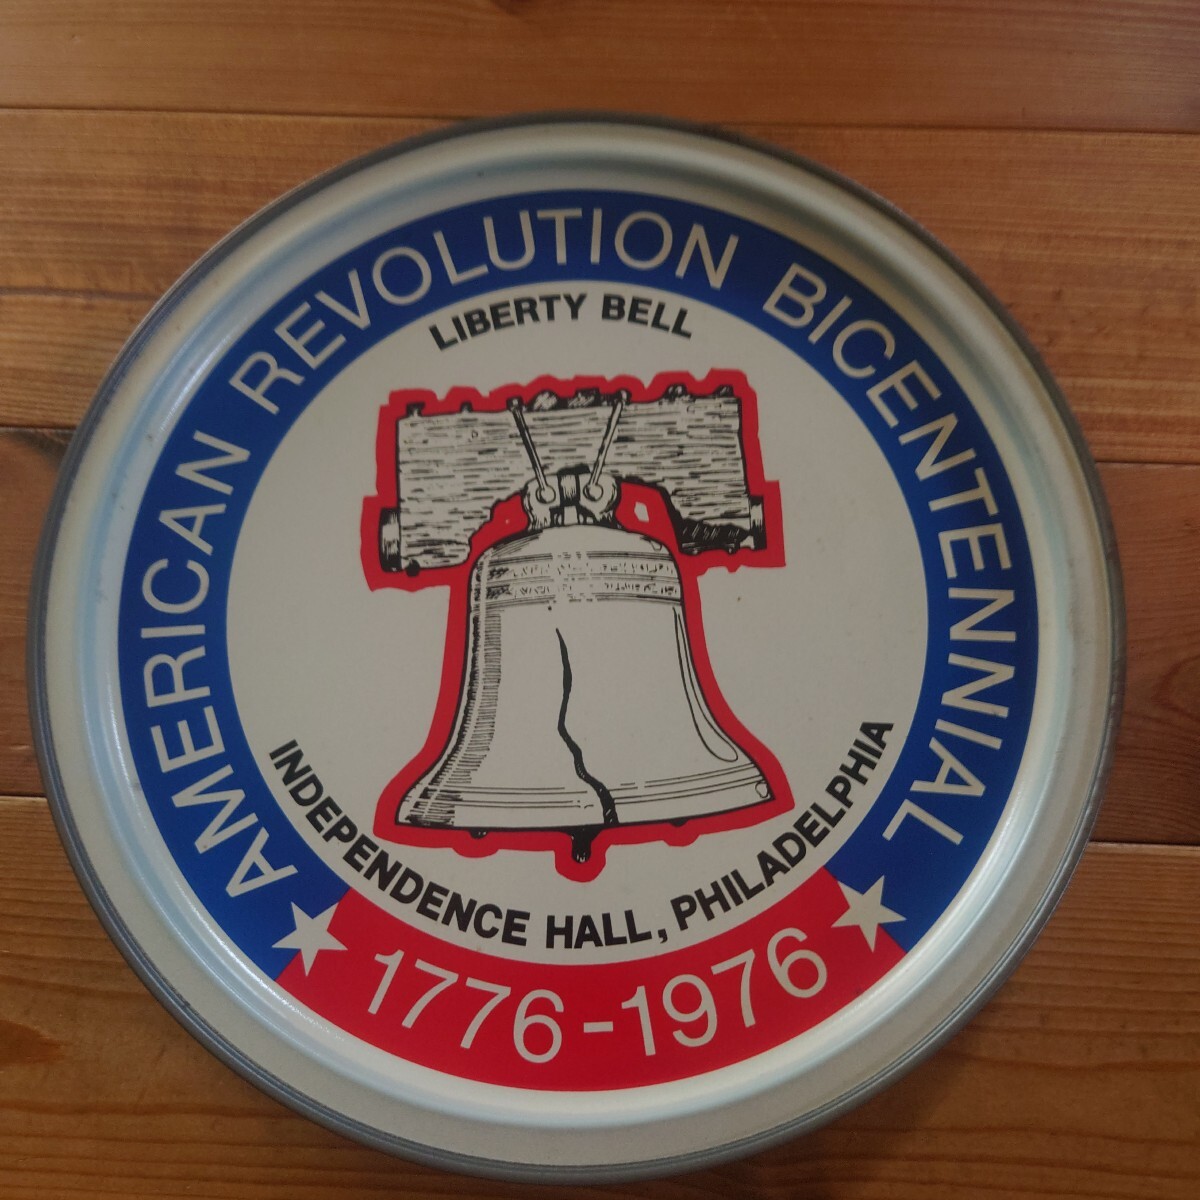 AMERICAN REVOLUTION BICENTENNIAL
LIBERTY BELL
INDEPENDENCE HALL, PHILADELPHIA
1776-1976